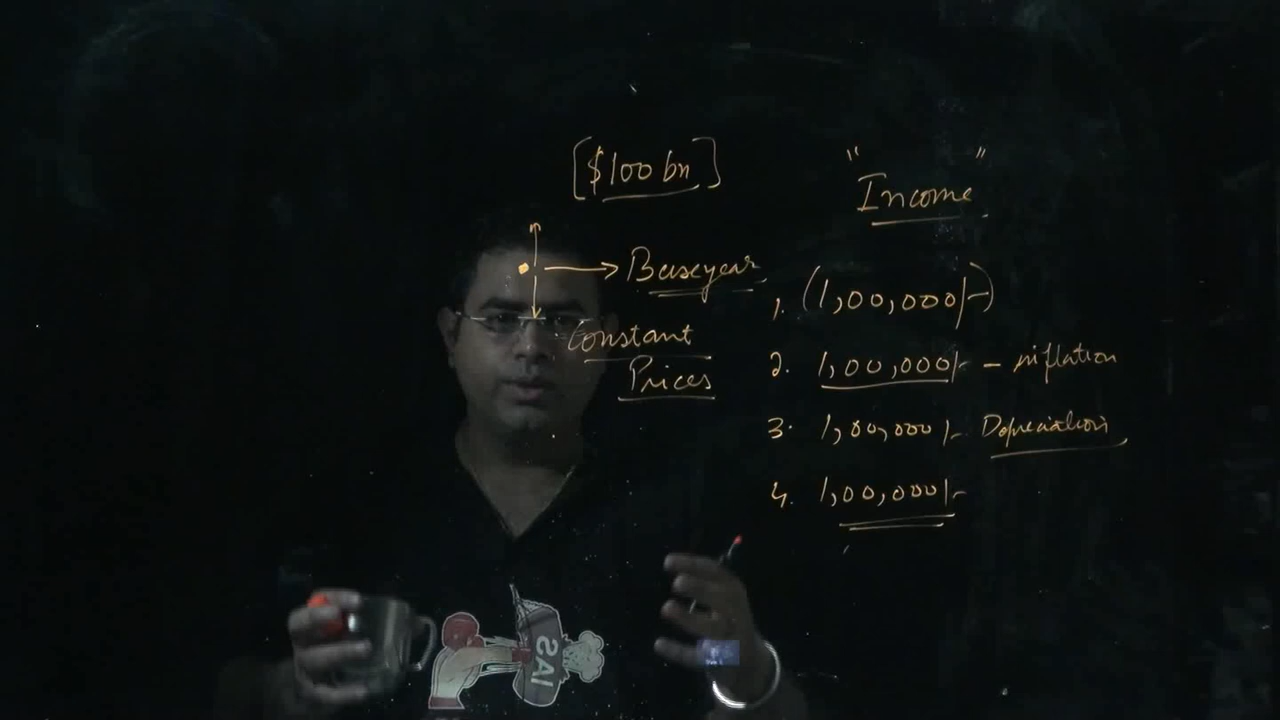 [$100 bn]
Baseyear
Constant
Prices
"Income"
1. (1,00,000/-)
2. 1,00,000/- - inflation
3. 1,00,000/- Depreciation
4. 1,00,000/-
IAS